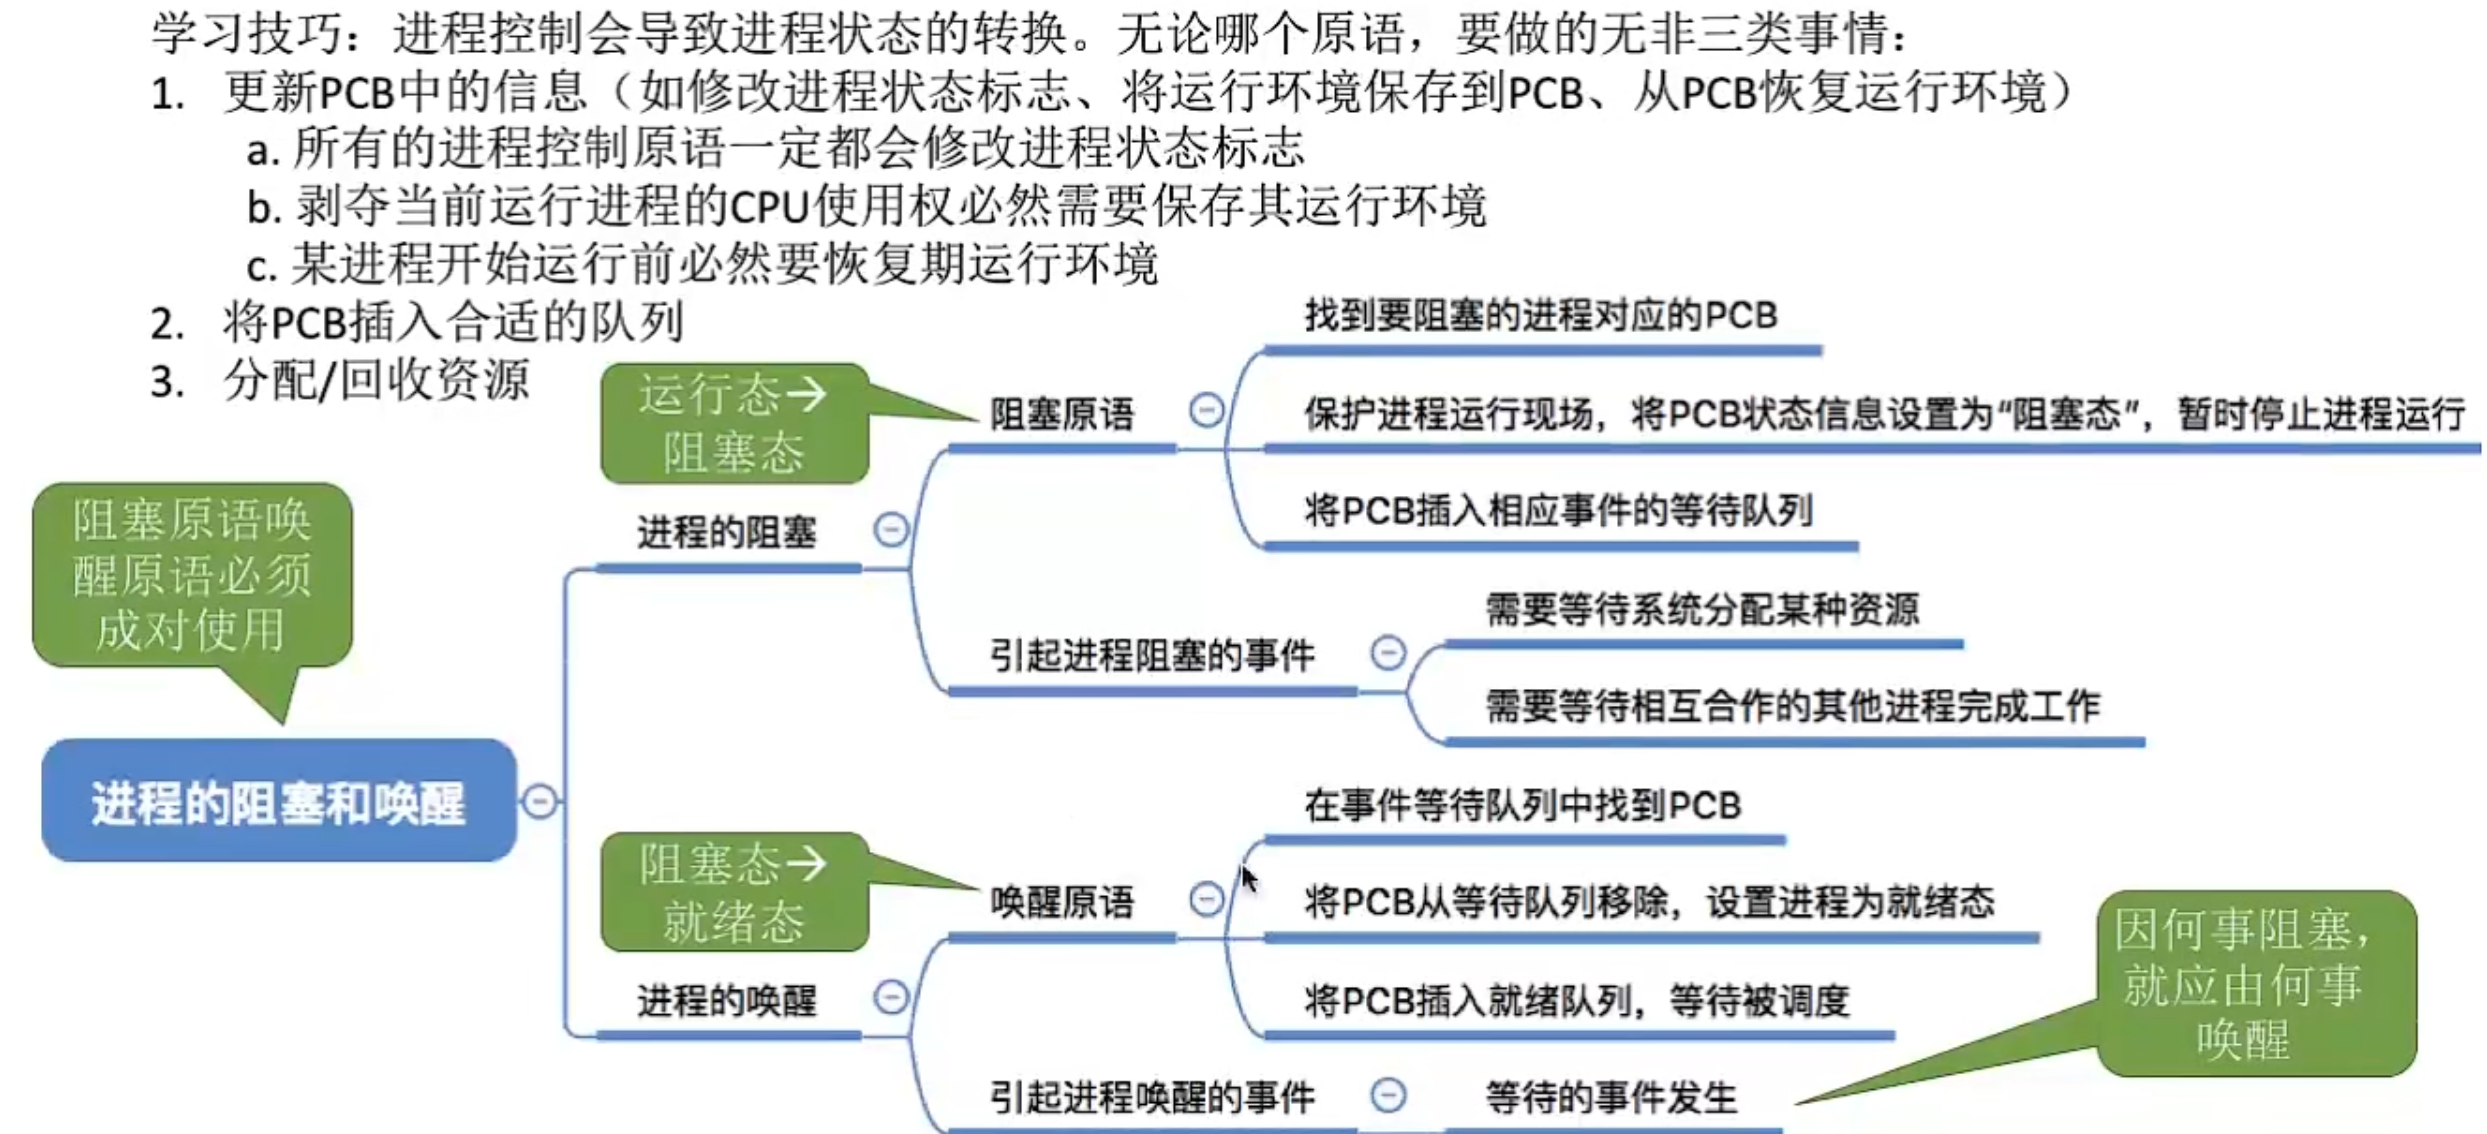 学习技巧：进程控制会导致进程状态的转换。无论哪个原语，要做的无非三类事情：
1. 更新PCB中的信息（如修改进程状态标志、将运行环境保存到PCB、从PCB恢复运行环境）
a. 所有的进程控制原语一定都会修改进程状态标志
b. 剥夺当前运行进程的CPU使用权必然需要保存其运行环境
c. 某进程开始运行前必然要恢复期运行环境
2. 将PCB插入合适的队列
3. 分配/回收资源
阻塞原语唤
醒原语必须
成对使用
进程的阻塞和唤醒
进程的阻塞
运行态→
阻塞态
阻塞原语
找到要阻塞的进程对应的PCB
保护进程运行现场，将PCB状态信息设置为“阻塞态”，暂时停止进程运行
将PCB插入相应事件的等待队列
引起进程阻塞的事件
需要等待系统分配某种资源
需要等待相互合作的其他进程完成工作
进程的唤醒
阻塞态→
就绪态
唤醒原语
在事件等待队列中找到PCB
将PCB从等待队列移除，设置进程为就绪态
将PCB插入就绪队列，等待被调度
引起进程唤醒的事件
等待的事件发生
因何事阻塞，
就应由何事
唤醒